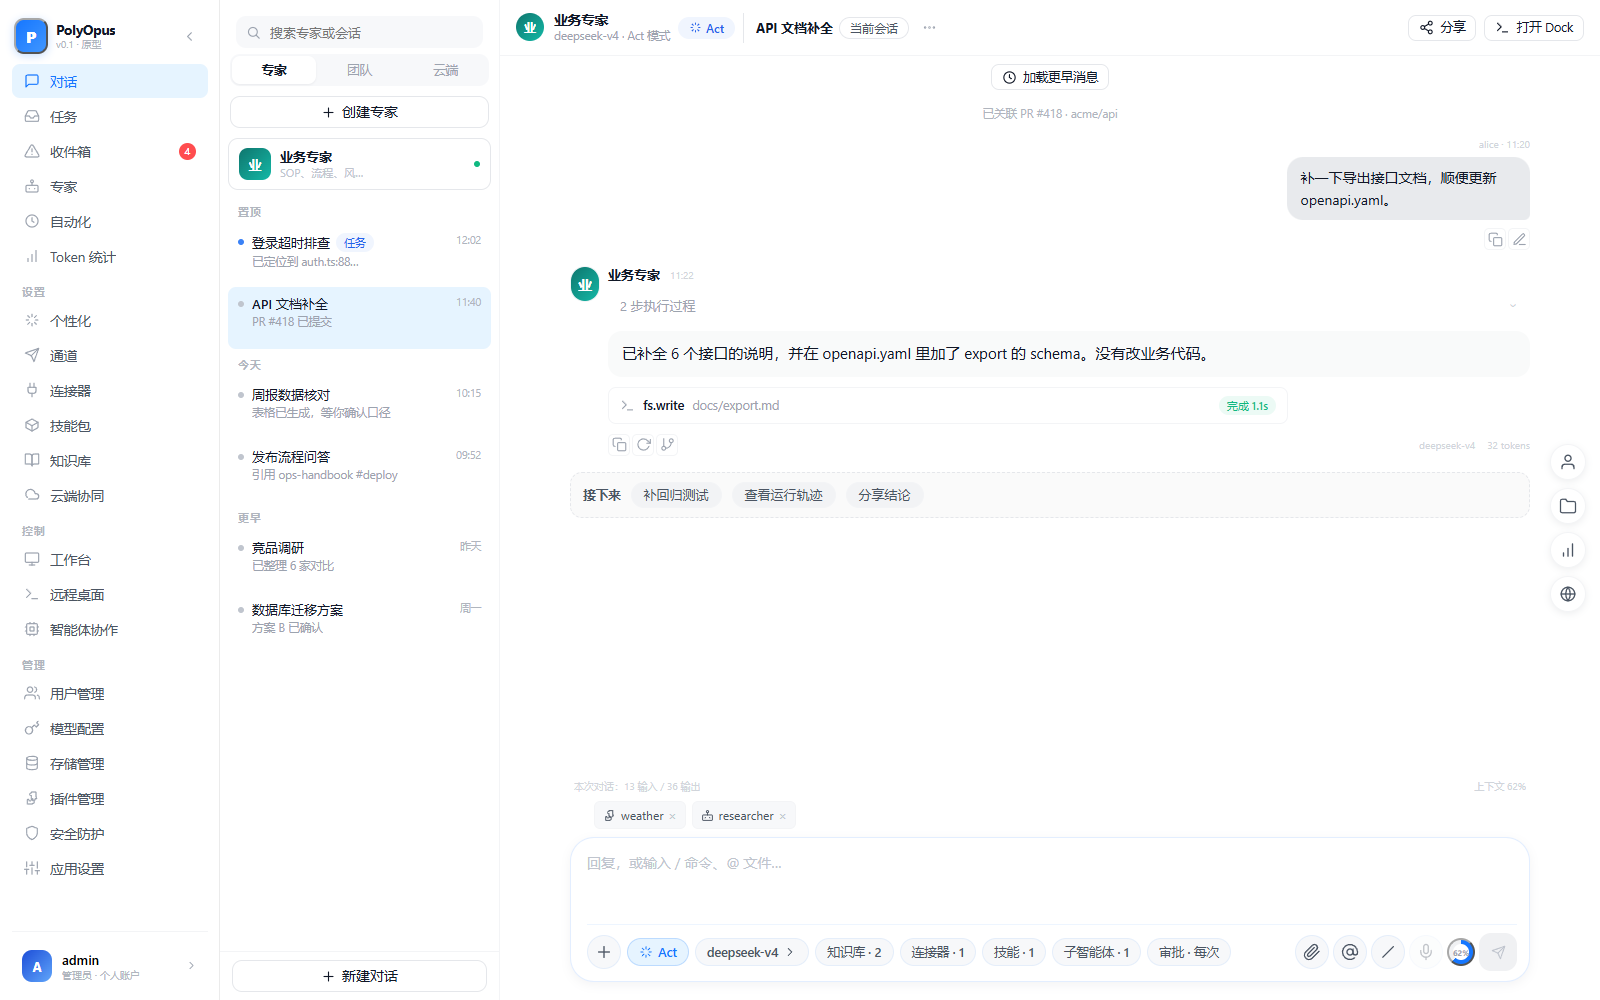 P
PolyOpus
v0.1 · 原型
对话
任务
收件箱
4
专家
自动化
Token 统计
设置
个性化
通道
连接器
技能包
知识库
云端协同
控制
工作台
远程桌面
智能体协作
管理
用户管理
模型配置
存储管理
插件管理
安全防护
应用设置
A
admin
管理员 · 个人账户
搜索专家或会话
专家
团队
云端
创建专家
业务专家
SOP、流程、风...
置顶
登录超时排查
任务
12:02
已定位到 auth.ts:88...
API 文档补全
11:40
PR #418 已提交
今天
周报数据核对
10:15
表格已生成，等你确认口径
发布流程问答
09:52
引用 ops-handbook #deploy
更早
竞品调研
昨天
已整理 6 家对比
数据库迁移方案
周一
方案 B 已确认
新建对话
业务专家
deepseek-v4 · Act 模式
Act
API 文档补全
当前会话
分享
打开 Dock
加载更早消息
已关联 PR #418 · acme/api
alice · 11:20
补一下导出接口文档，顺便更新
openapi.yaml。
业务专家
11:22
2 步执行过程
已补全 6 个接口的说明，并在 openapi.yaml 里加了 export 的 schema。没有改业务代码。
fs.write docs/export.md
完成 1.1s
deepseek-v4 32 tokens
接下来
补回归测试
查看运行轨迹
分享结论
本次对话：13 输入 / 36 输出
上下文 62%
weather ×
researcher ×
回复，或输入 / 命令、@ 文件...
Act
deepseek-v4
知识库 · 2
连接器 · 1
技能 · 1
子智能体 · 1
审批 · 每次
62%